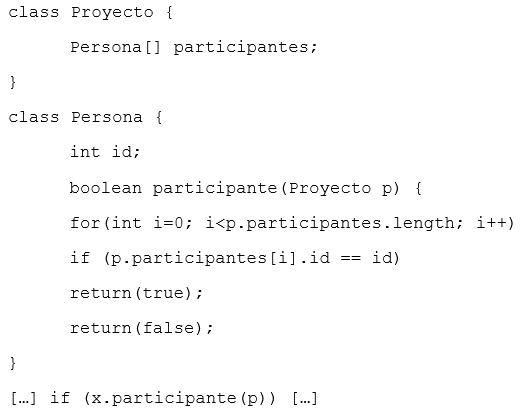 class Proyecto {
Persona[] participantes;
}
class Persona {
int id;
boolean participante(Proyecto p) {
for(int i=0; i<p.participantes.length; i++)
if (p.participantes[i].id == id)
return(true);
return(false);
}
[…] if (x.participante(p)) […]